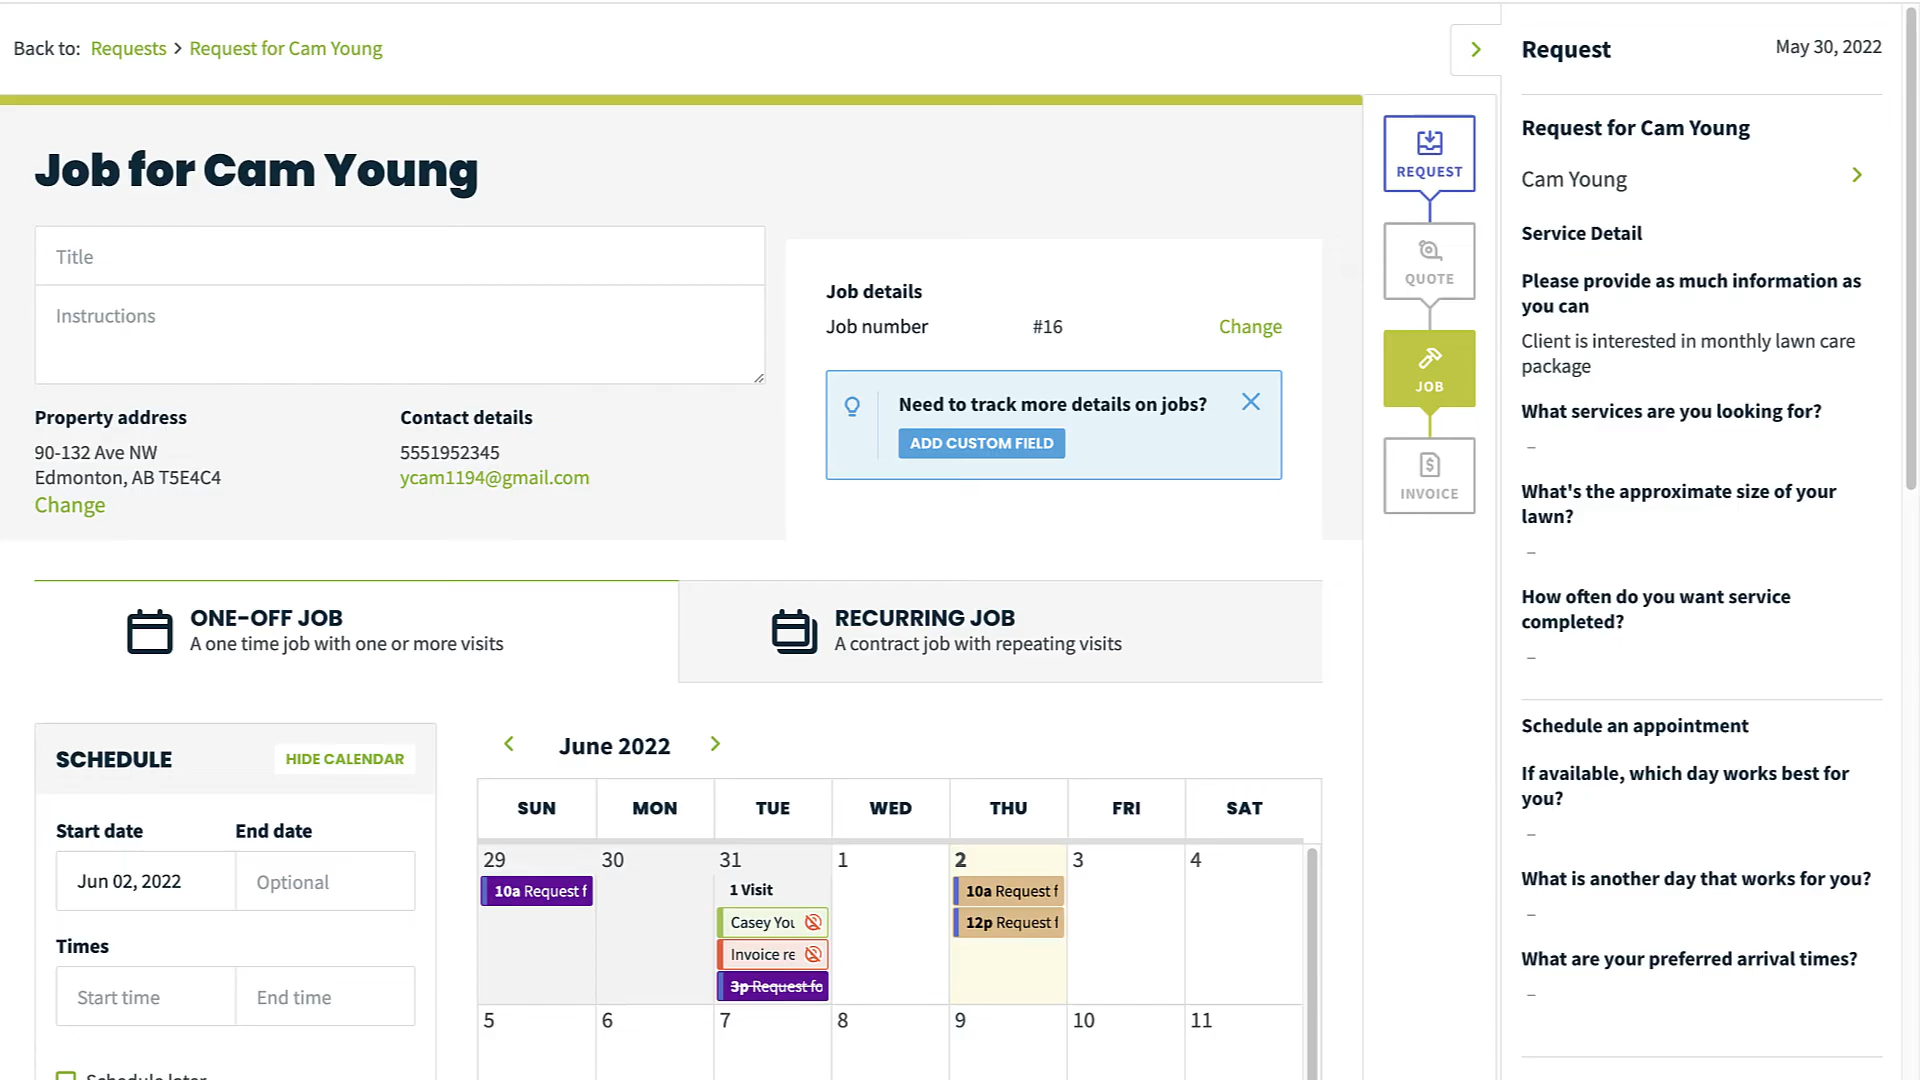 Back to: Requests > Request for Cam Young
Job for Cam Young
Title
Instructions
Property address
90-132 Ave NW
Edmonton, AB T5E4C4
Change
Contact details
5551952345
ycam1194@gmail.com
Job details
Job number #16 Change
Need to track more details on jobs?
ADD CUSTOM FIELD
ONE-OFF JOB
A one time job with one or more visits
RECURRING JOB
A contract job with repeating visits
SCHEDULE
HIDE CALENDAR
Start date End date
Jun 02, 2022 Optional
Times
Start time End time
Schedule later
June 2022
SUN MON TUE WED THU FRI SAT
29 30 31 1 2 3 4
10a Request f
1 Visit
Casey You
Invoice re
3p Request fo
10a Request f
12p Request f
5 6 7 8 9 10 11
REQUEST
QUOTE
JOB
INVOICE
Request May 30, 2022
Request for Cam Young
Cam Young
Service Detail
Please provide as much information as
you can
Client is interested in monthly lawn care
package
What services are you looking for?
–
What's the approximate size of your
lawn?
–
How often do you want service
completed?
–
Schedule an appointment
If available, which day works best for
you?
–
What is another day that works for you?
–
What are your preferred arrival times?
–